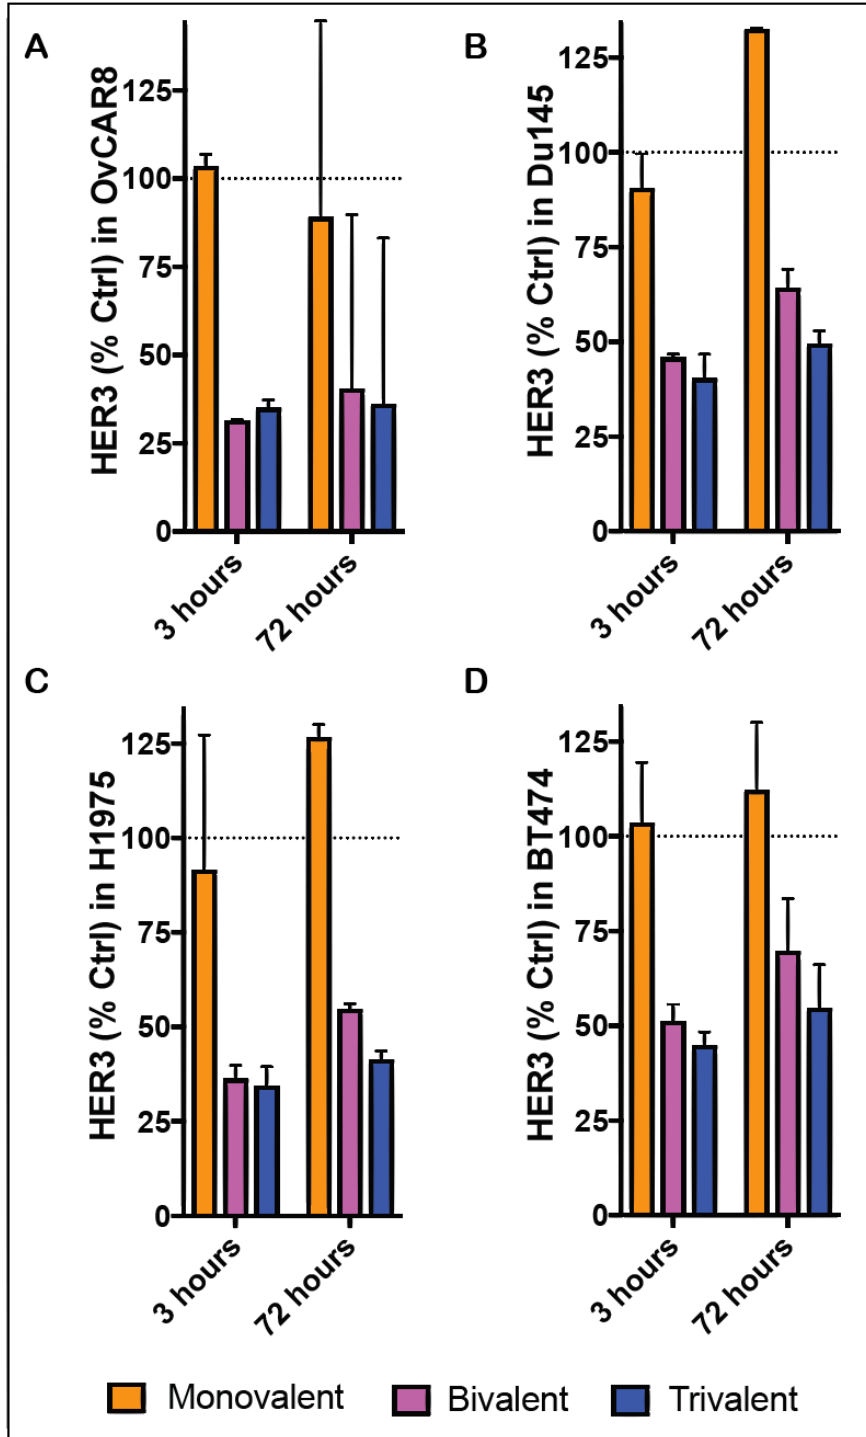 A
HER3 (% Ctrl) in OvCAR8
125
100
75
50
25
0
3 hours
72 hours
B
HER3 (% Ctrl) in Du145
125
100
75
50
25
0
3 hours
72 hours
C
HER3 (% Ctrl) in H1975
125
100
75
50
25
0
3 hours
72 hours
D
HER3 (% Ctrl) in BT474
125
100
75
50
25
0
3 hours
72 hours
Monovalent Bivalent Trivalent